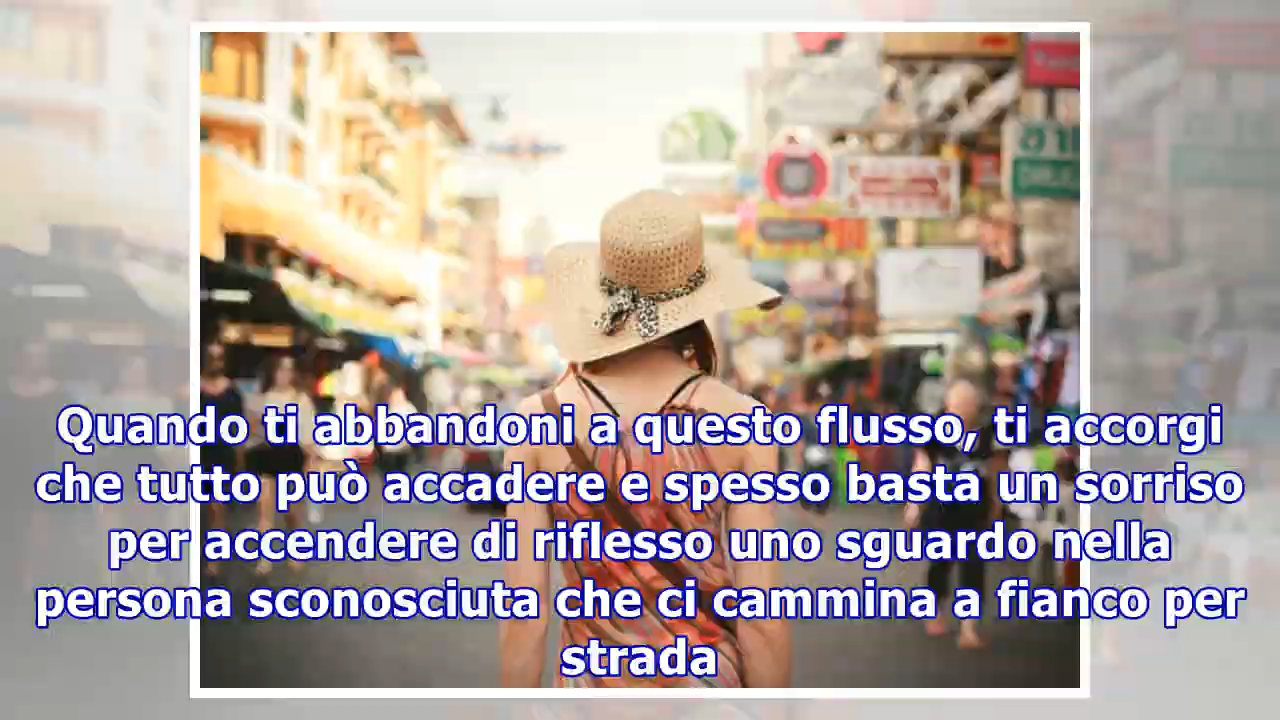 Quando ti abbandoni a questo flusso, ti accorgi
che tutto può accadere e spesso basta un sorriso
per accendere di riflesso uno sguardo nella
persona sconosciuta che ci cammina a fianco per
strada